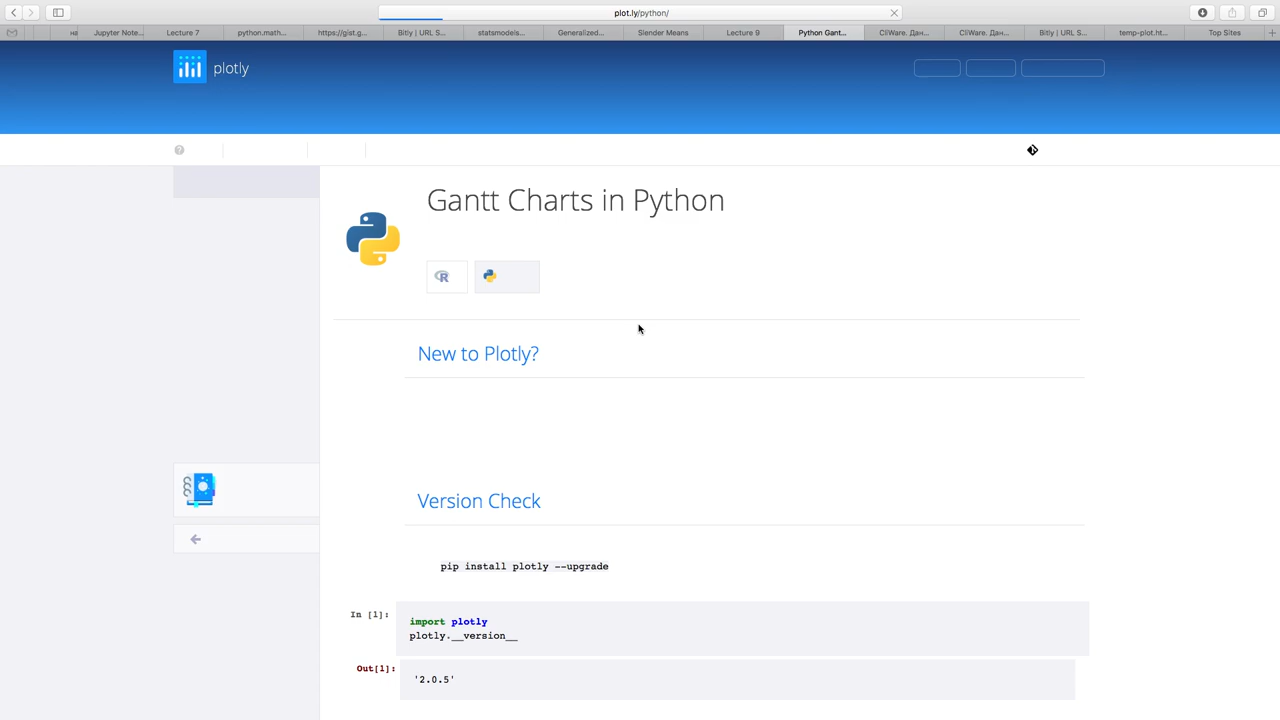 plot.ly/python/
не
Jupyter Note...
Lecture 7
python.math...
https://gist.g...
Bitly | URL S...
statsmodels...
Generalized...
Slender Means
Lecture 9
Python Gant...
CliWare. Дан...
CliWare. Дан...
Bitly | URL S...
temp-plot.ht...
Top Sites
plotly
Gantt Charts in Python
R
New to Plotly?
Version Check
pip install plotly --upgrade
In [1]:
import plotly
plotly.__version__
Out[1]:
'2.0.5'